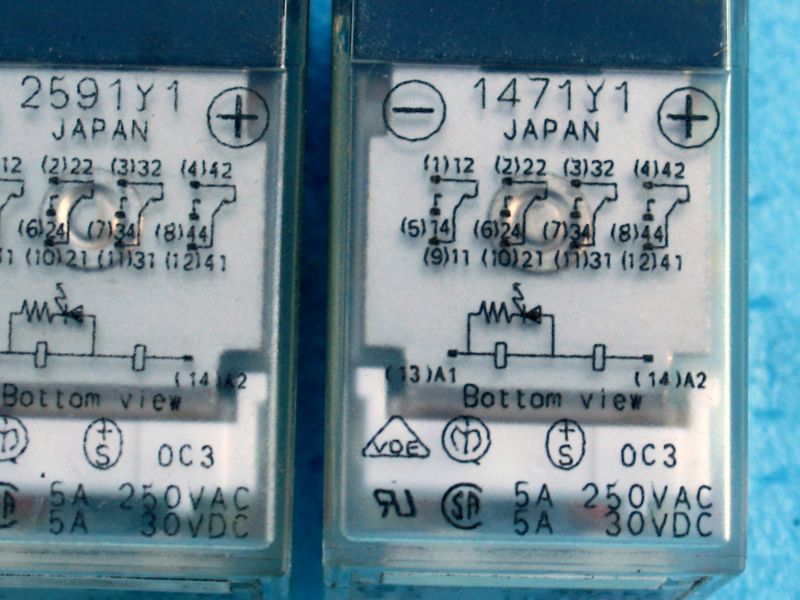 2591Y1
+
JAPAN
12 (2)22 (3)32 (4)42
(6)24 (7)34 (8)44
11 (10)21 (11)31 (12)41
(14)A2
Bottom view
+
S
OC3
5A 250VAC
5A 30VDC
− 1471Y1 +
JAPAN
(1)12 (2)22 (3)32 (4)42
(5)14 (6)24 (7)34 (8)44
(9)11 (10)21 (11)31 (12)41
(13)A1 (14)A2
Bottom view
VDE
+
S
OC3
SA 5A 250VAC
5A 30VDC